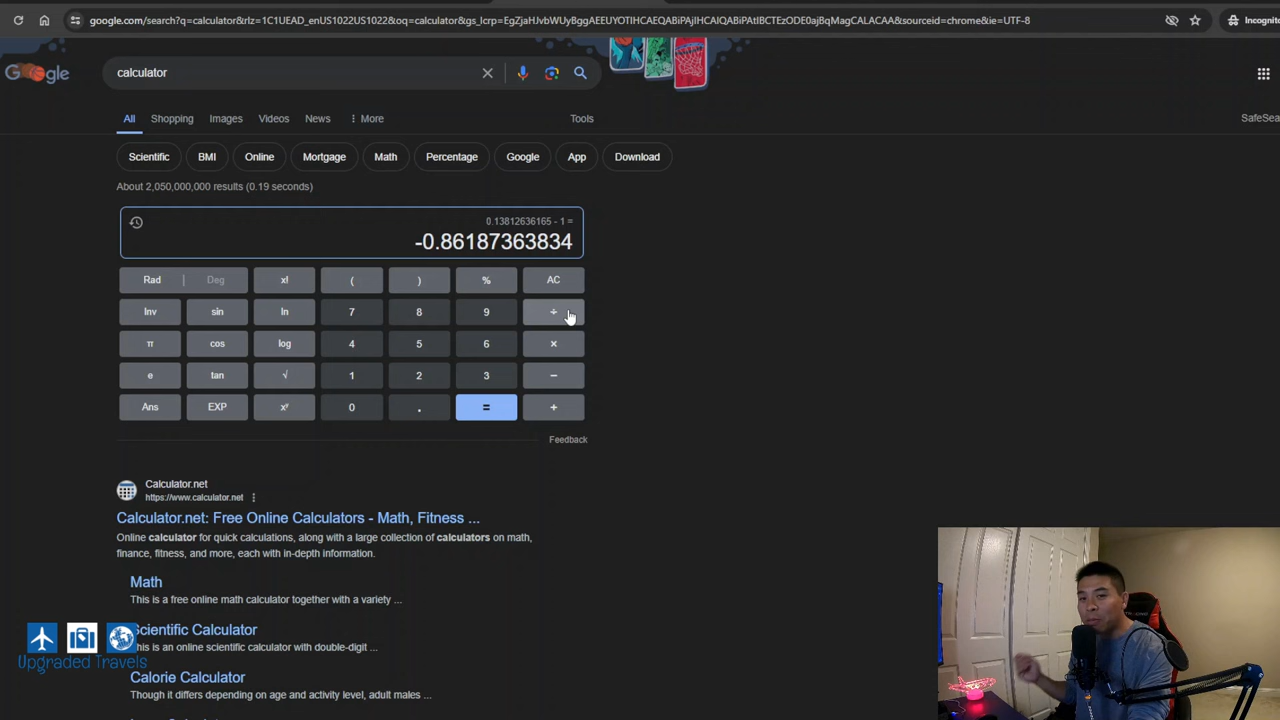 google.com/search?q=calculator&rlz=1C1UEAD_enUS1022US1022&oq=calculator&gs_lcrp=EgZjaHJvbWUyBggAEEUYOTIHCAEQABiPAjIHCAIQABiPAtIBCTEzODE0ajBqMagCALACAA&sourceid=chrome&ie=UTF-8
Incognito
calculator
All Shopping Images Videos News More Tools
SafeSea
Scientific BMI Online Mortgage Math Percentage Google App Download
About 2,050,000,000 results (0.19 seconds)
0.13812636165 - 1 =
-0.86187363834
Rad | Deg x! ( ) % AC
Inv sin ln 7 8 9 ÷
π cos log 4 5 6 ×
e tan √ 1 2 3 −
Ans EXP xʸ 0 . = +
Feedback
Calculator.net
https://www.calculator.net
Calculator.net: Free Online Calculators - Math, Fitness ...
Online calculator for quick calculations, along with a large collection of calculators on math,
finance, fitness, and more, each with in-depth information.
Math
This is a free online math calculator together with a variety ...
Scientific Calculator
This is an online scientific calculator with double-digit ...
Upgraded Travels
Calorie Calculator
Though it differs depending on age and activity level, adult males ...